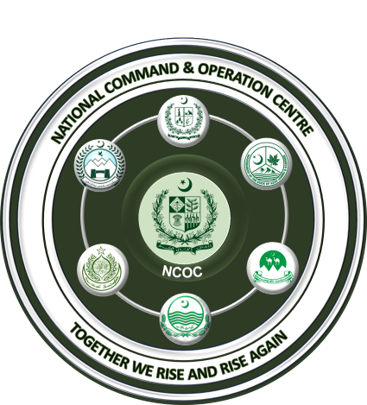 NATIONAL COMMAND & OPERATION CENTRE
NCOC
TOGETHER WE RISE AND RISE AGAIN